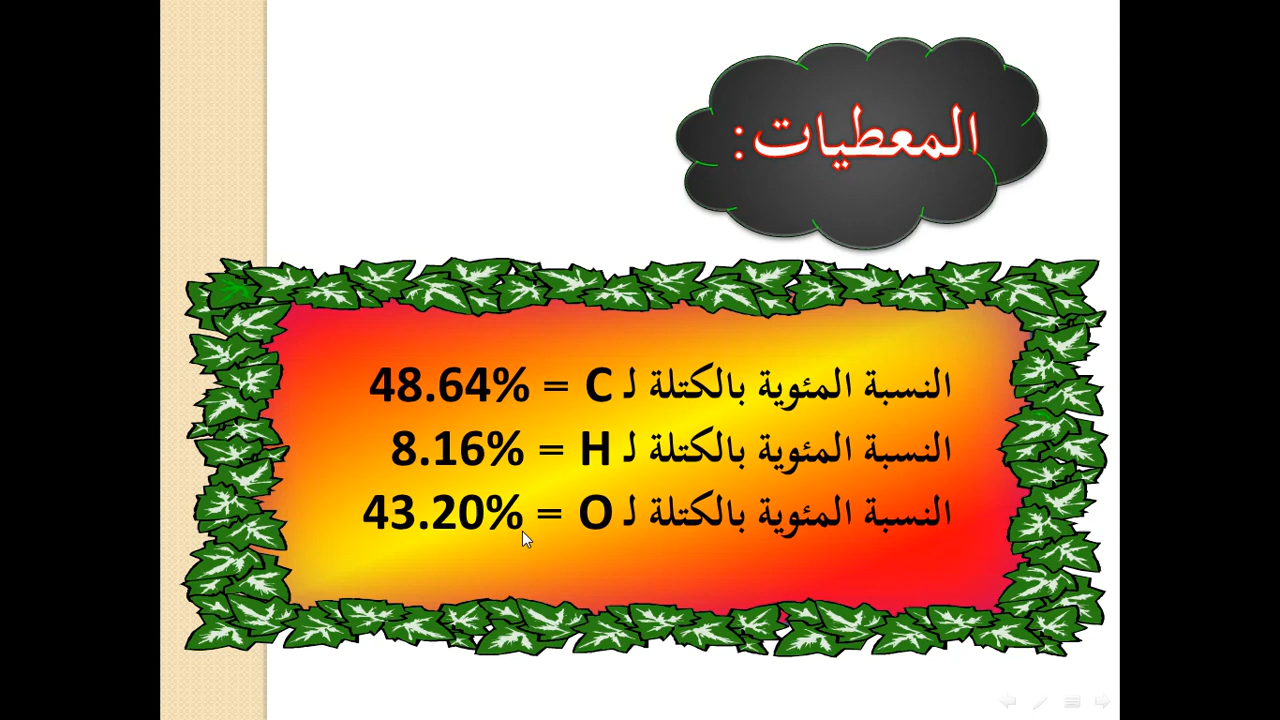 المعطيات:
النسبة المئوية بالكتلة لـ C = 48.64%
النسبة المئوية بالكتلة لـ H = 8.16%
النسبة المئوية بالكتلة لـ O = 43.20%